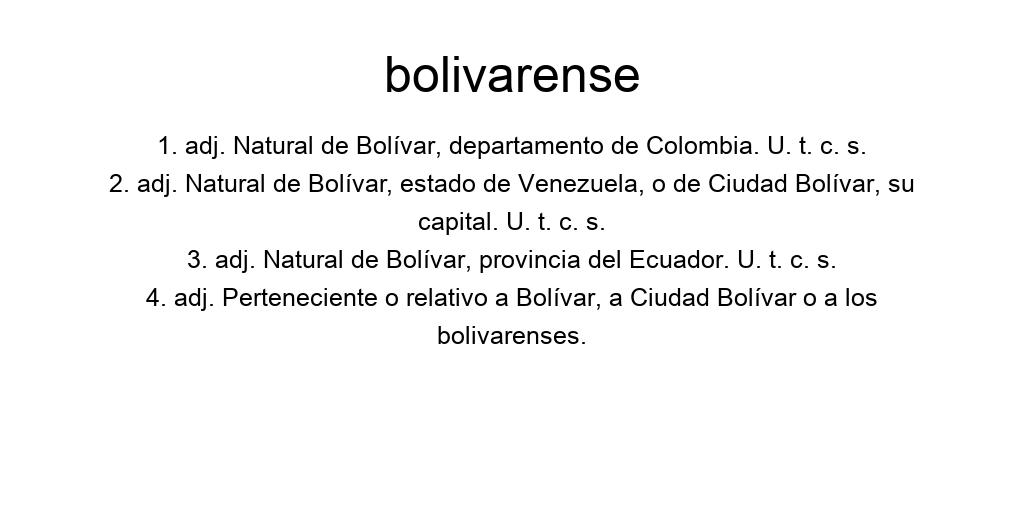 bolivarense
1. adj. Natural de Bolívar, departamento de Colombia. U. t. c. s.
2. adj. Natural de Bolívar, estado de Venezuela, o de Ciudad Bolívar, su
capital. U. t. c. s.
3. adj. Natural de Bolívar, provincia del Ecuador. U. t. c. s.
4. adj. Perteneciente o relativo a Bolívar, a Ciudad Bolívar o a los
bolivarenses.